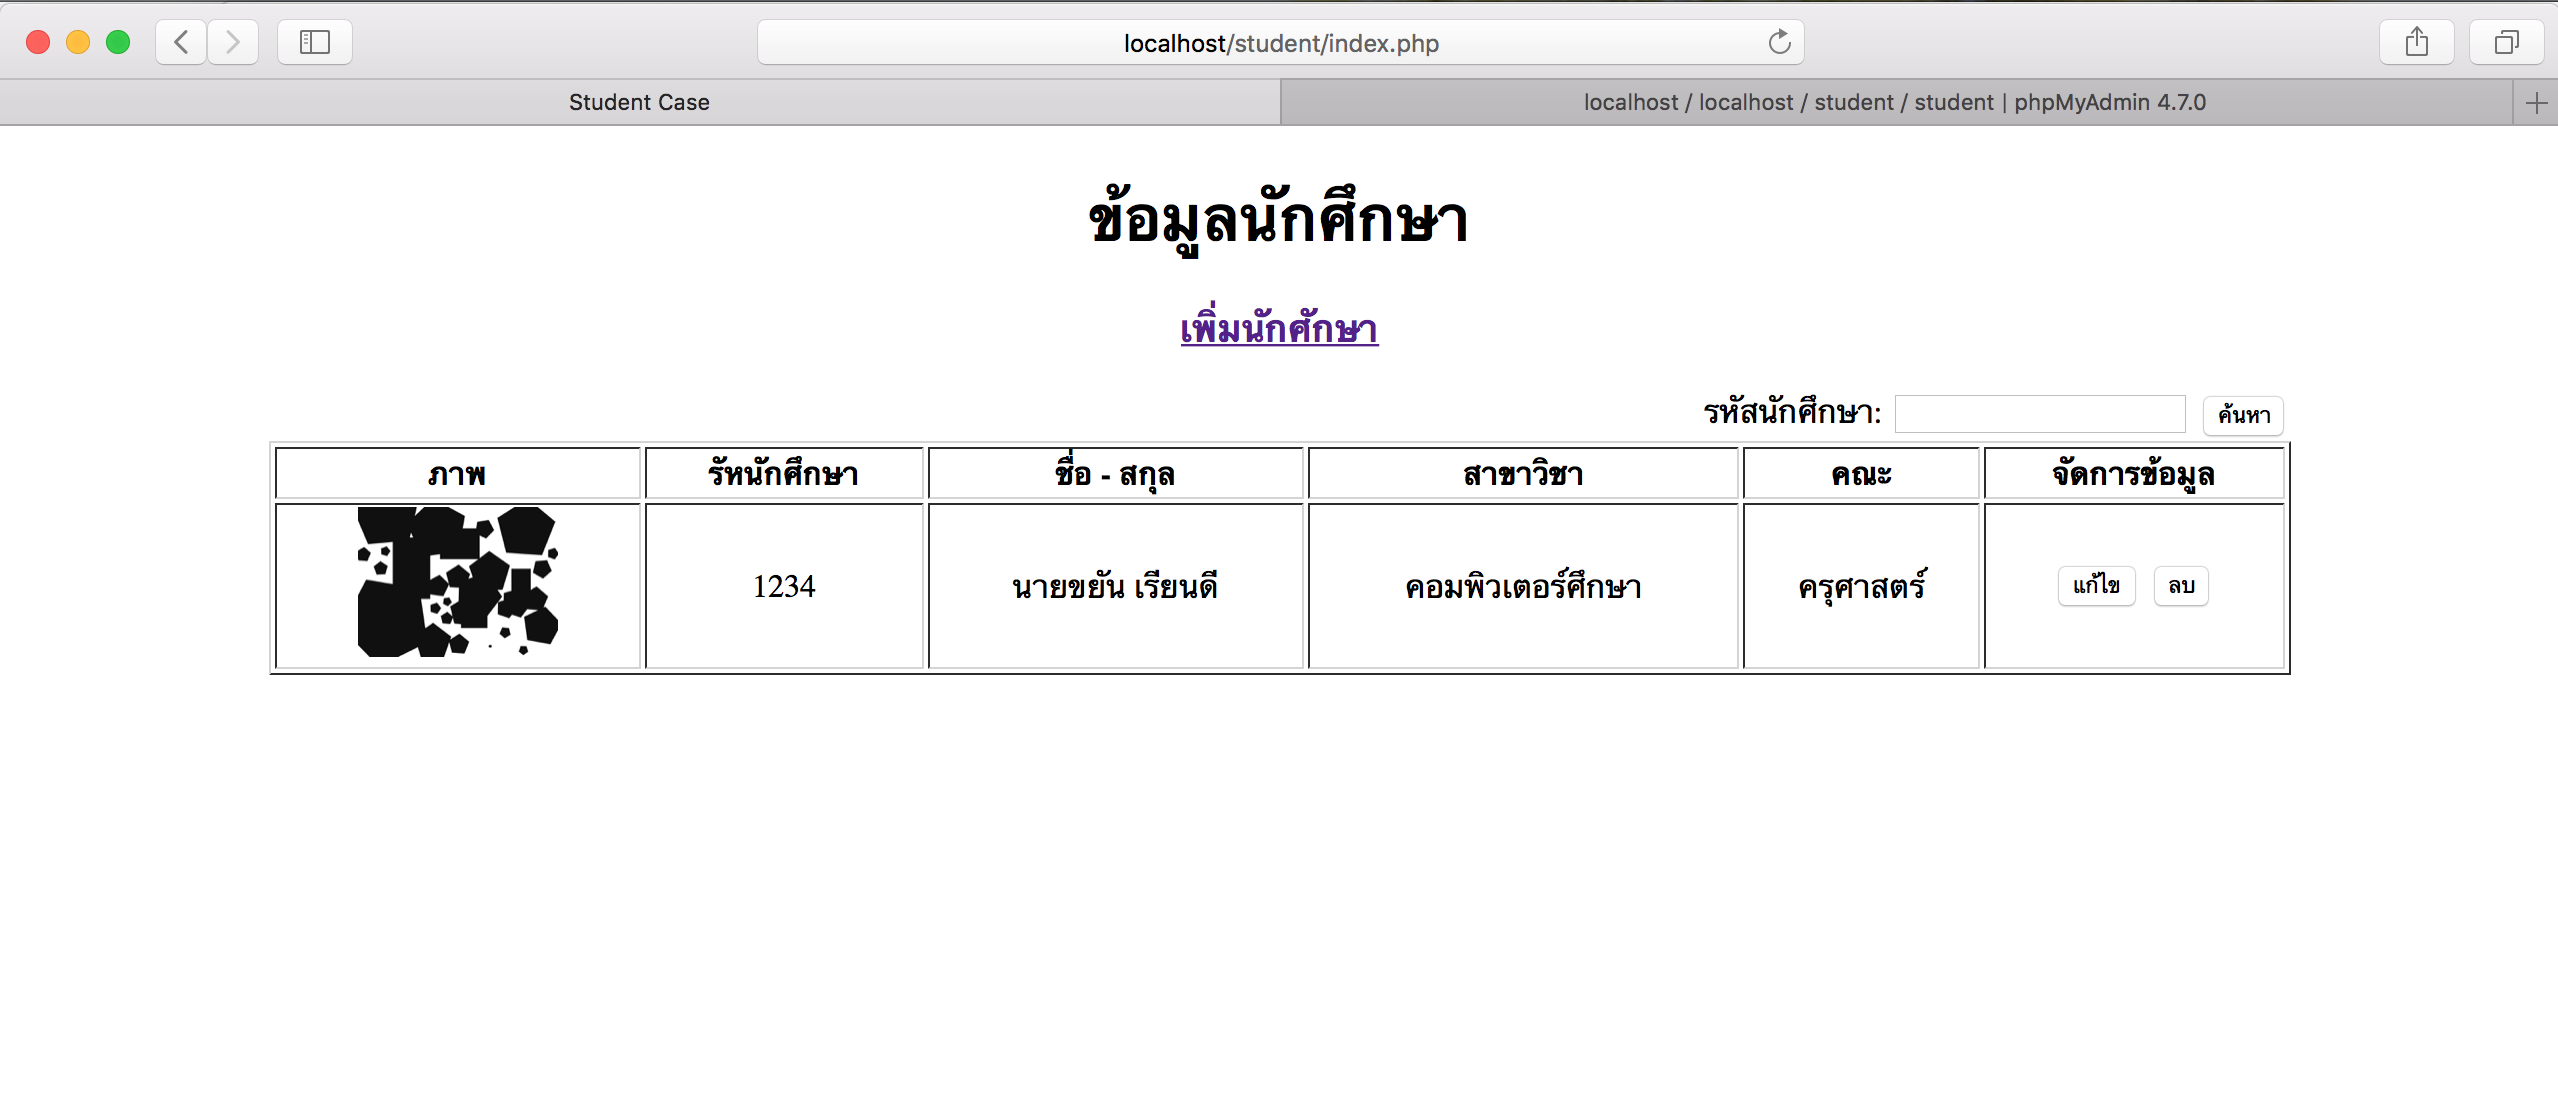 localhost/student/index.php
Student Case
localhost / localhost / student / student | phpMyAdmin 4.7.0
ข้อมูลนักศึกษา
เพิ่มนักศักษา
รหัสนักศึกษา: ค้นหา
ภาพ รัหนักศึกษา ชื่อ - สกุล สาขาวิชา คณะ จัดการข้อมูล
1234 นายขยัน เรียนดี คอมพิวเตอร์ศึกษา ครุศาสตร์ แก้ไข ลบ